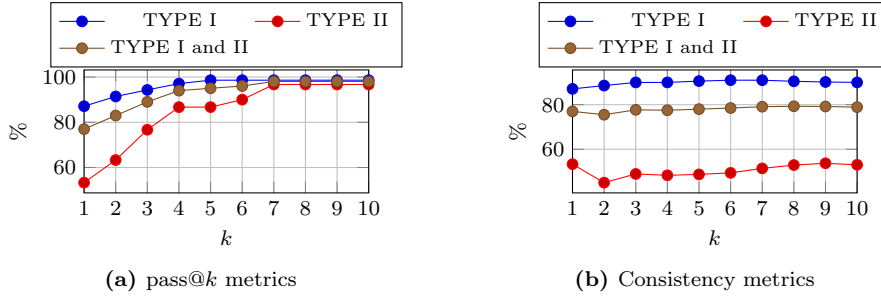 TYPE I
TYPE II
TYPE I and II
100
80
60
%
1 2 3 4 5 6 7 8 9 10
k
(a) pass@k metrics
TYPE I
TYPE II
TYPE I and II
80
60
%
1 2 3 4 5 6 7 8 9 10
k
(b) Consistency metrics